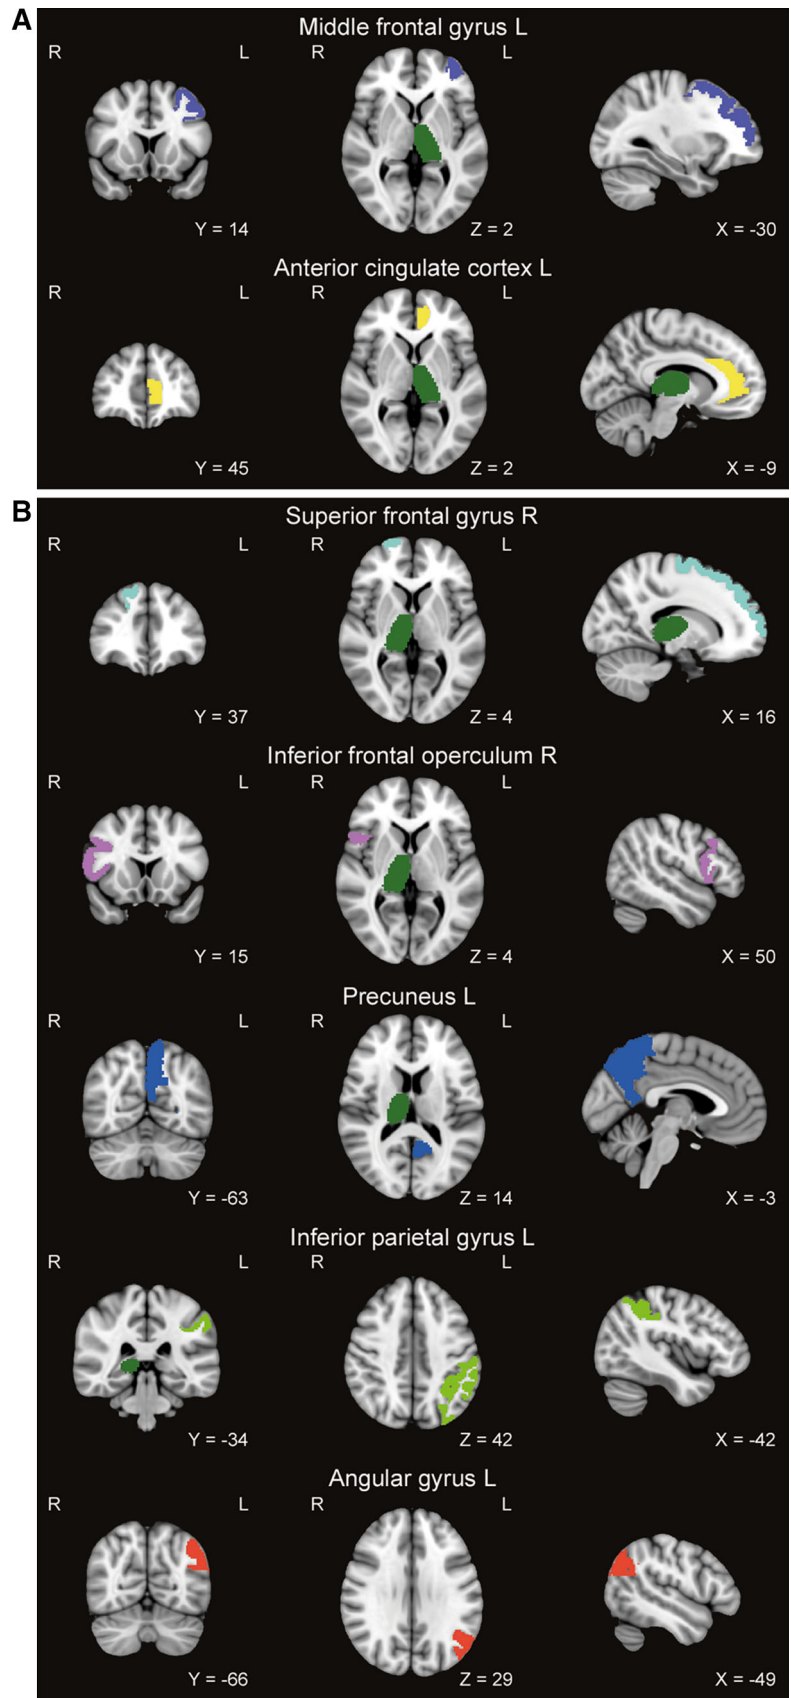 A
Middle frontal gyrus L
R L R L
Y = 14 Z = 2 X = -30
Anterior cingulate cortex L
R L R L
Y = 45 Z = 2 X = -9
B
Superior frontal gyrus R
R L R L
Y = 37 Z = 4 X = 16
Inferior frontal operculum R
R L R L
Y = 15 Z = 4 X = 50
Precuneus L
R L R L
Y = -63 Z = 14 X = -3
Inferior parietal gyrus L
R L R L
Y = -34 Z = 42 X = -42
Angular gyrus L
R L R L
Y = -66 Z = 29 X = -49